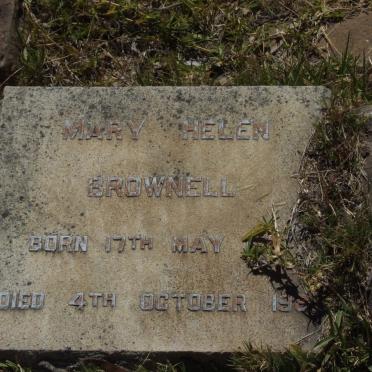 MARY HELEN
BROWNELL
BORN 17TH MAY
DIED 4TH OCTOBER